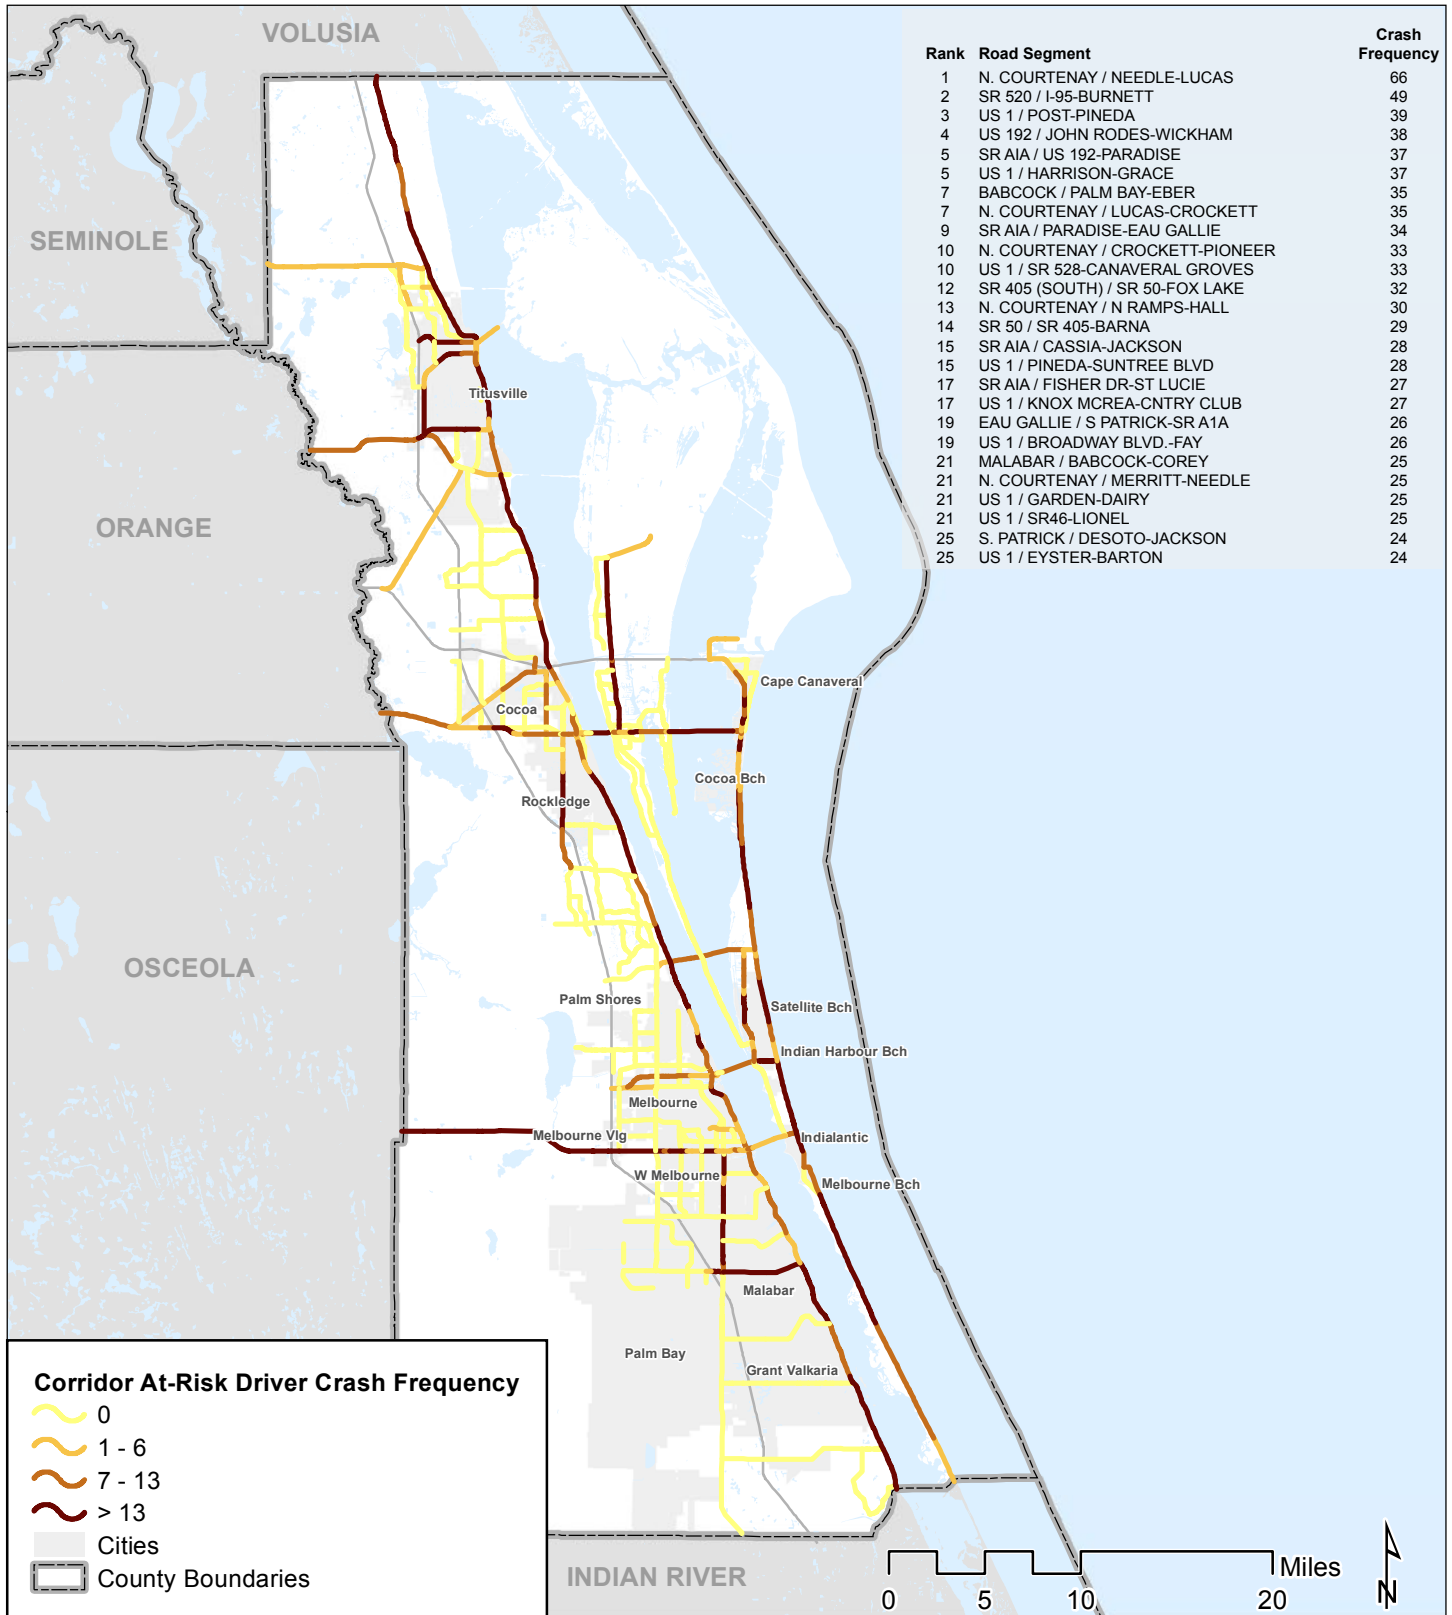 VOLUSIA
SEMINOLE
ORANGE
OSCEOLA
INDIAN RIVER
Rank Road Segment Crash Frequency
1 N. COURTENAY / NEEDLE-LUCAS 66
2 SR 520 / I-95-BURNETT 49
3 US 1 / POST-PINEDA 39
4 US 192 / JOHN RODES-WICKHAM 38
5 SR AIA / US 192-PARADISE 37
5 US 1 / HARRISON-GRACE 37
7 BABCOCK / PALM BAY-EBER 35
7 N. COURTENAY / LUCAS-CROCKETT 35
9 SR AIA / PARADISE-EAU GALLIE 34
10 N. COURTENAY / CROCKETT-PIONEER 33
10 US 1 / SR 528-CANAVERAL GROVES 33
12 SR 405 (SOUTH) / SR 50-FOX LAKE 32
13 N. COURTENAY / N RAMPS-HALL 30
14 SR 50 / SR 405-BARNA 29
15 SR AIA / CASSIA-JACKSON 28
15 US 1 / PINEDA-SUNTREE BLVD 28
17 SR AIA / FISHER DR-ST LUCIE 27
17 US 1 / KNOX MCREA-CNTRY CLUB 27
19 EAU GALLIE / S PATRICK-SR A1A 26
19 US 1 / BROADWAY BLVD.-FAY 26
21 MALABAR / BABCOCK-COREY 25
21 N. COURTENAY / MERRITT-NEEDLE 25
21 US 1 / GARDEN-DAIRY 25
21 US 1 / SR46-LIONEL 25
25 S. PATRICK / DESOTO-JACKSON 24
25 US 1 / EYSTER-BARTON 24
Titusville
Cape Canaveral
Cocoa
Cocoa Bch
Rockledge
Palm Shores
Satellite Bch
Indian Harbour Bch
Melbourne
Melbourne Vlg
Indialantic
W Melbourne
Melbourne Bch
Malabar
Palm Bay
Grant Valkaria
Corridor At-Risk Driver Crash Frequency
0
1 - 6
7 - 13
> 13
Cities
County Boundaries
Miles
0 5 10 20
N